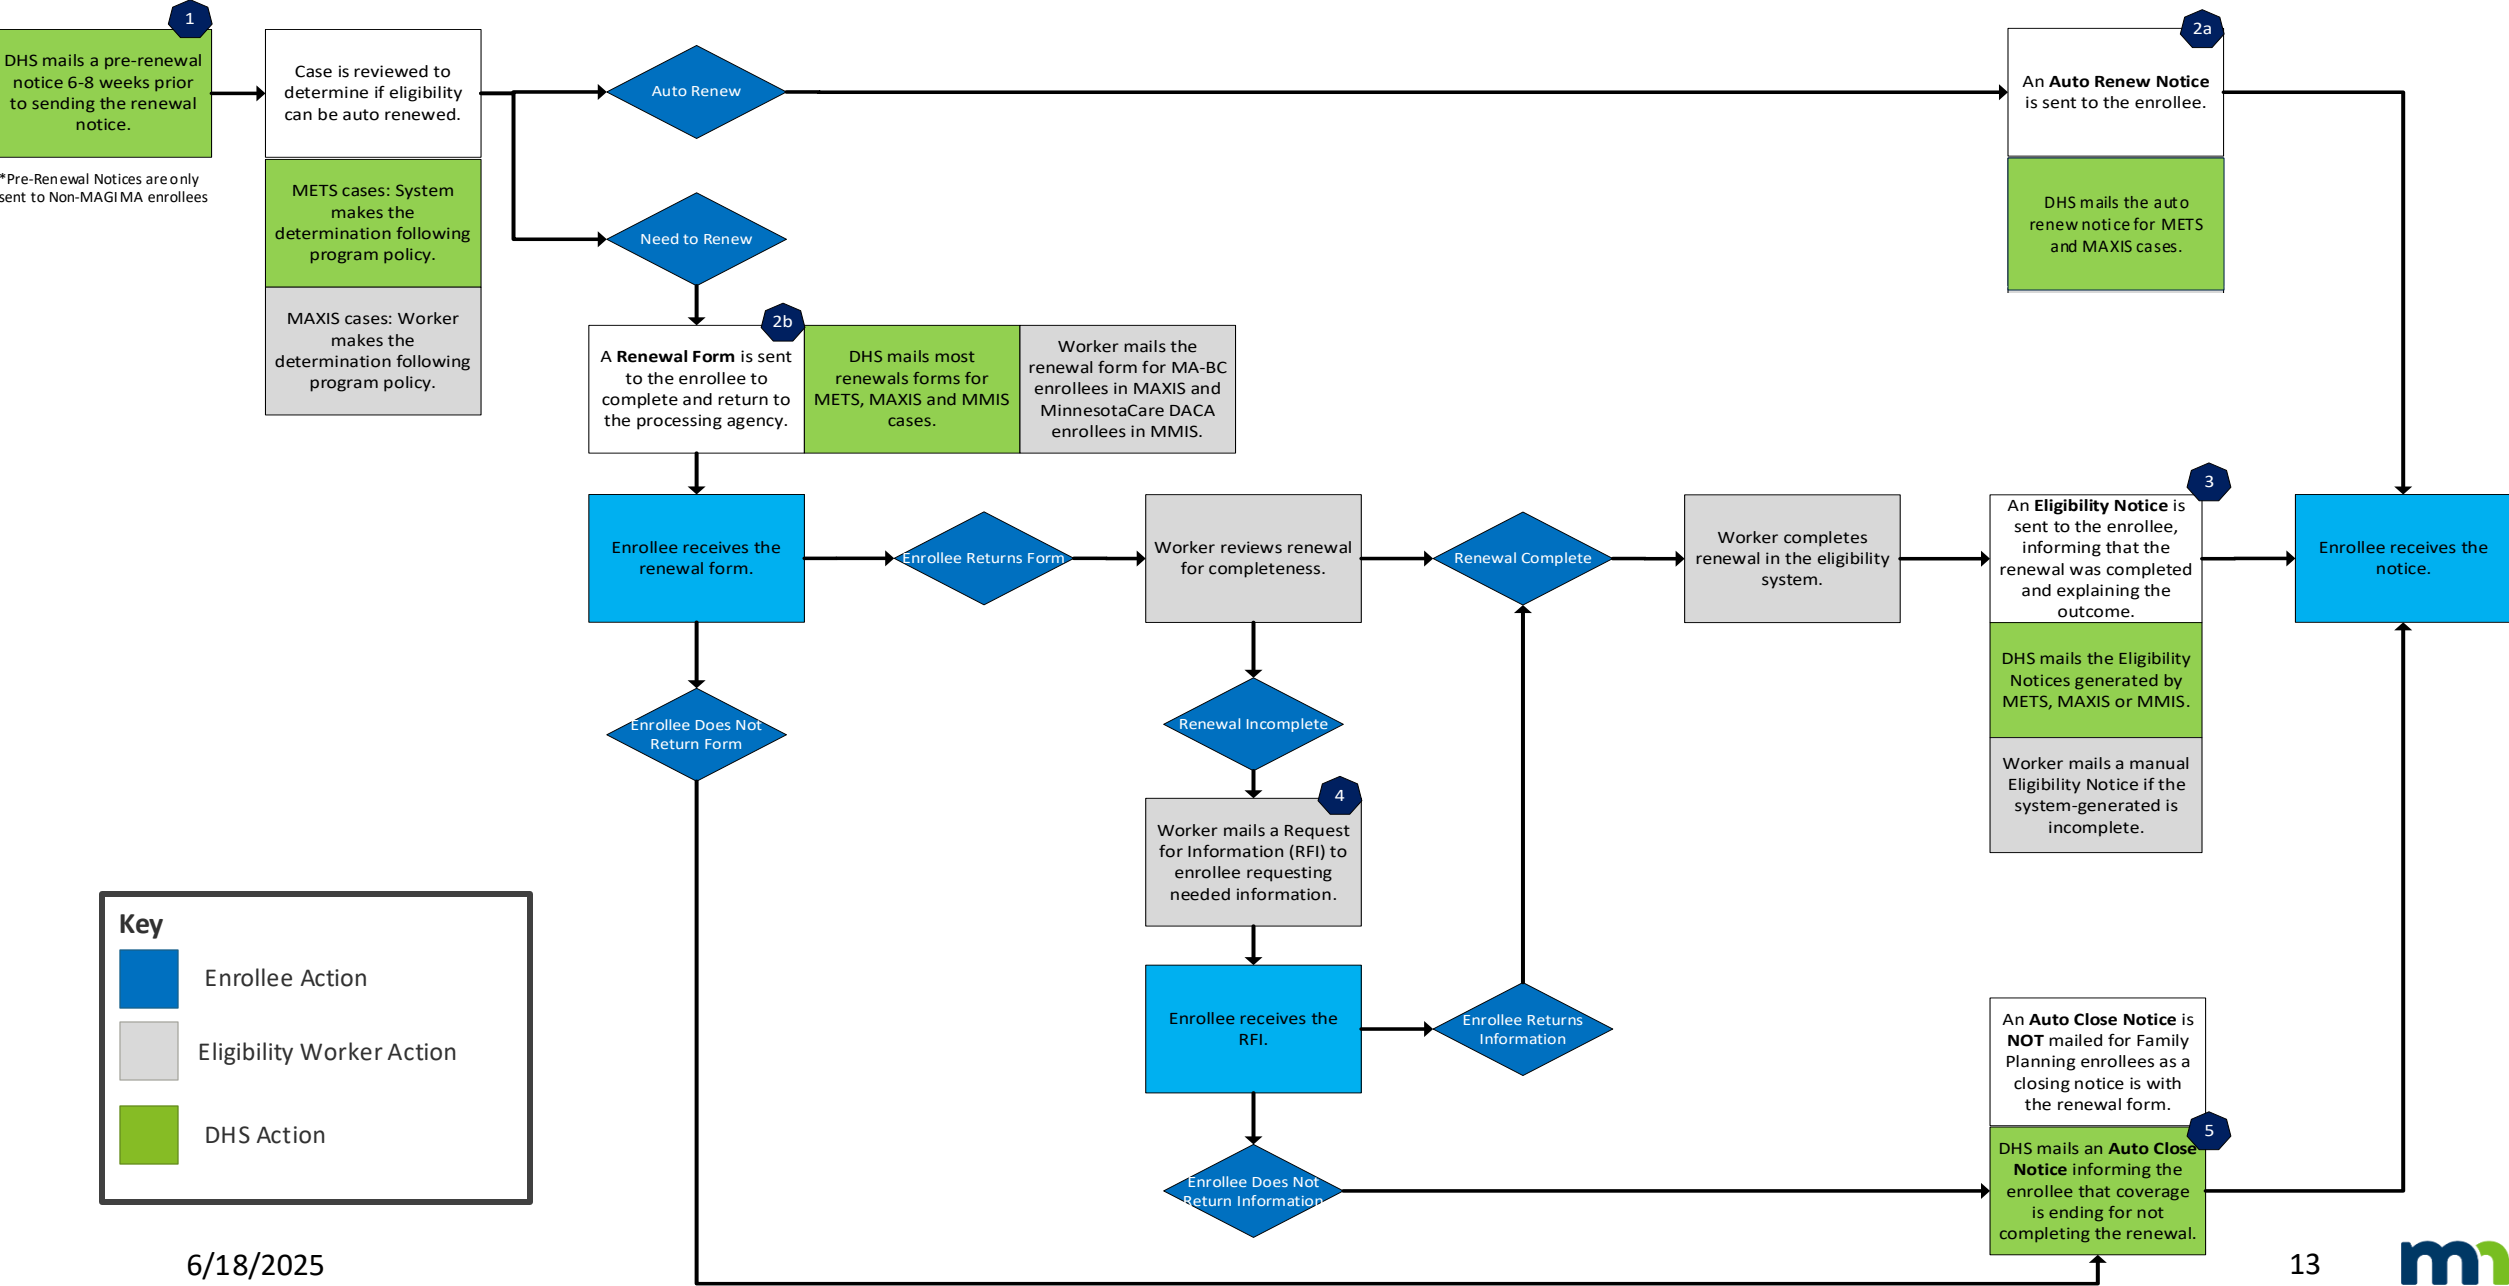 1
DHS mails a pre-renewal
notice 6-8 weeks prior
to sending the renewal
notice.
*Pre-Renewal Notices are only
sent to Non-MAGI MA enrollees
Case is reviewed to
determine if eligibility
can be auto renewed.
METS cases: System
makes the
determination following
program policy.
MAXIS cases: Worker
makes the
determination following
program policy.
Auto Renew
Need to Renew
2a
An Auto Renew Notice
is sent to the enrollee.
DHS mails the auto
renew notice for METS
and MAXIS cases.
2b
A Renewal Form is sent
to the enrollee to
complete and return to
the processing agency.
DHS mails most
renewals forms for
METS, MAXIS and MMIS
cases.
Worker mails the
renewal form for MA-BC
enrollees in MAXIS and
MinnesotaCare DACA
enrollees in MMIS.
Enrollee receives the
renewal form.
Enrollee Returns Form
Worker reviews renewal
for completeness.
Renewal Complete
Worker completes
renewal in the eligibility
system.
3
An Eligibility Notice is
sent to the enrollee,
informing that the
renewal was completed
and explaining the
outcome.
DHS mails the Eligibility
Notices generated by
METS, MAXIS or MMIS.
Worker mails a manual
Eligibility Notice if the
system-generated is
incomplete.
Enrollee receives the
notice.
Enrollee Does Not
Return Form
Renewal Incomplete
4
Worker mails a Request
for Information (RFI) to
enrollee requesting
needed information.
Enrollee receives the
RFI.
Enrollee Returns
Information
Enrollee Does Not
Return Information
An Auto Close Notice is
NOT mailed for Family
Planning enrollees as a
closing notice is with
the renewal form.
5
DHS mails an Auto Close
Notice informing the
enrollee that coverage
is ending for not
completing the renewal.
Key
Enrollee Action
Eligibility Worker Action
DHS Action
6/18/2025
13
mn